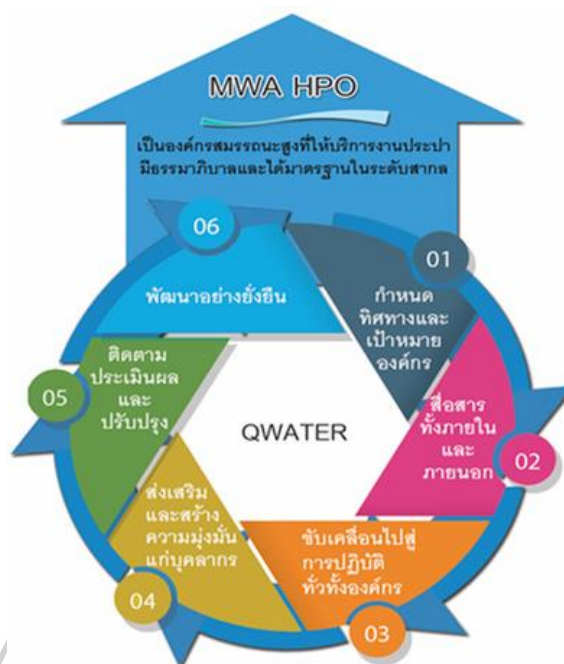 MWA HPO
เป็นองค์กรสมรรถนะสูงที่ให้บริการงานประปา
มีธรรมาภิบาลและได้มาตรฐานในระดับสากล
01
กำหนด
ทิศทางและ
เป้าหมาย
องค์กร
02
สื่อสาร
ทั้งภายใน
และ
ภายนอก
03
ขับเคลื่อนไปสู่
การปฏิบัติ
ทั่วทั้งองค์กร
04
ส่งเสริม
และสร้าง
ความมุ่งมั่น
แก่บุคลากร
05
ติดตาม
ประเมินผล
และ
ปรับปรุง
06
พัฒนาอย่างยั่งยืน
QWATER